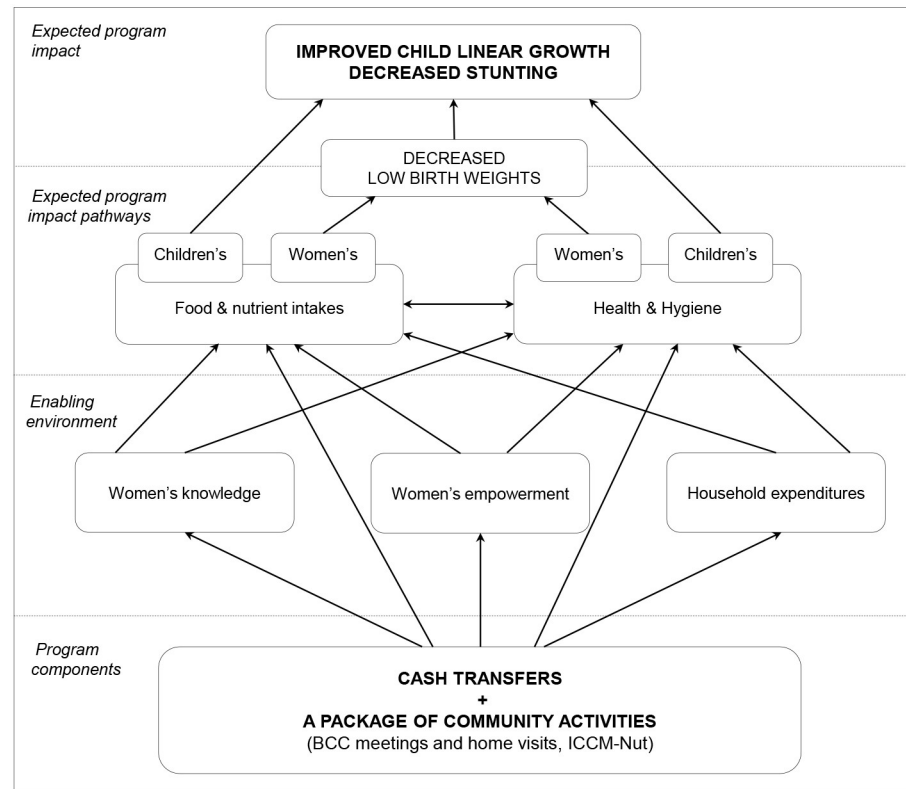 Expected program
impact
IMPROVED CHILD LINEAR GROWTH
DECREASED STUNTING
DECREASED
LOW BIRTH WEIGHTS
Expected program
impact pathways
Children’s
Women’s
Women’s
Children’s
Food & nutrient intakes
Health & Hygiene
Enabling
environment
Women’s knowledge
Women’s empowerment
Household expenditures
Program
components
CASH TRANSFERS
+
A PACKAGE OF COMMUNITY ACTIVITIES
(BCC meetings and home visits, ICCM-Nut)